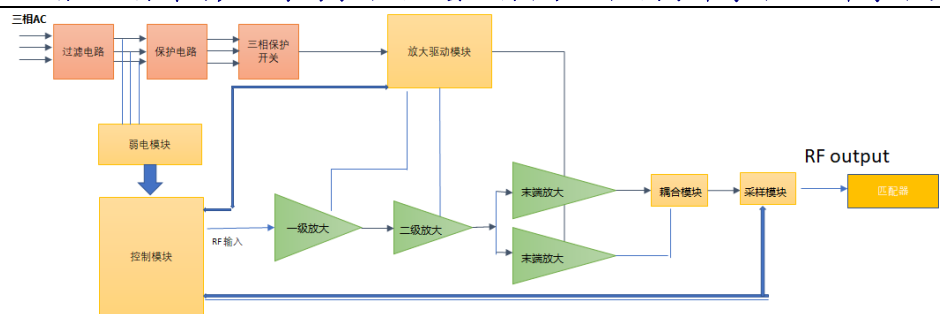 三相AC
过滤电路
保护电路
三相保护
开关
放大驱动模块
弱电模块
RF output
末端放大
耦合模块
采样模块
匹配器
一级放大
二级放大
RF 输入
末端放大
控制模块